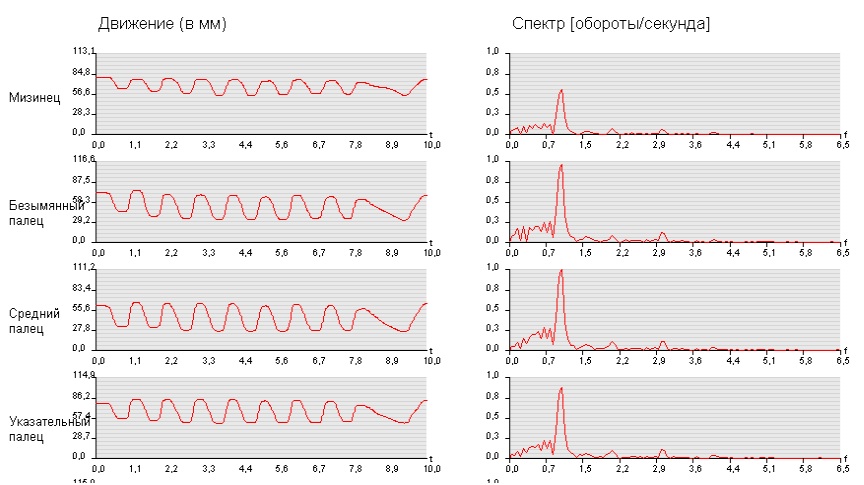 Движение (в мм) Спектр [обороты/секунда]
113,1 1,0
84,8 0,8
Мизинец 56,6 0,5
28,3 0,3
0,0 t 0,0 f
0,0 1,1 2,2 3,3 4,4 5,6 6,7 7,8 8,9 10,0 0,0 0,7 1,5 2,2 2,9 3,6 4,4 5,1 5,8 6,5
116,6 1,0
87,5 0,8
Безымянный 58,3 0,5
палец 29,2 0,3
0,0 t 0,0 f
0,0 1,1 2,2 3,3 4,4 5,6 6,7 7,8 8,9 10,0 0,0 0,7 1,5 2,2 2,9 3,6 4,4 5,1 5,8 6,5
111,2 1,0
83,4 0,8
Средний 55,6 0,5
палец 27,8 0,3
0,0 t 0,0 f
0,0 1,1 2,2 3,3 4,4 5,6 6,7 7,8 8,9 10,0 0,0 0,7 1,5 2,2 2,9 3,6 4,4 5,1 5,8 6,5
114,9 1,0
86,2 0,8
Указательный 57,4 0,5
палец 28,7 0,3
0,0 t 0,0 f
0,0 1,1 2,2 3,3 4,4 5,6 6,7 7,8 8,9 10,0 0,0 0,7 1,5 2,2 2,9 3,6 4,4 5,1 5,8 6,5